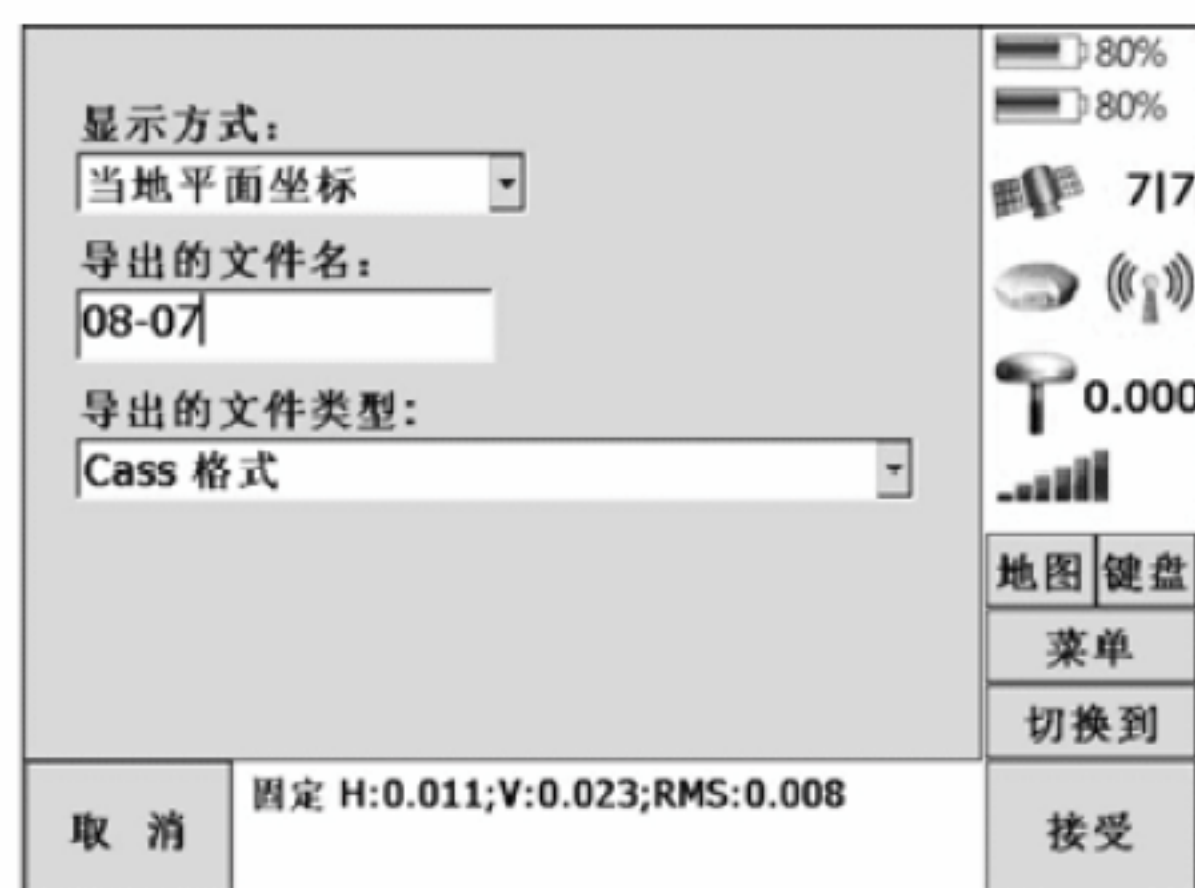 显示方式：
当地平面坐标
导出的文件名：
08-07
导出的文件类型：
Cass 格式
80%
80%
7|7
0.000
地图 键盘
菜单
切换到
取 消
固定 H:0.011;V:0.023;RMS:0.008
接受